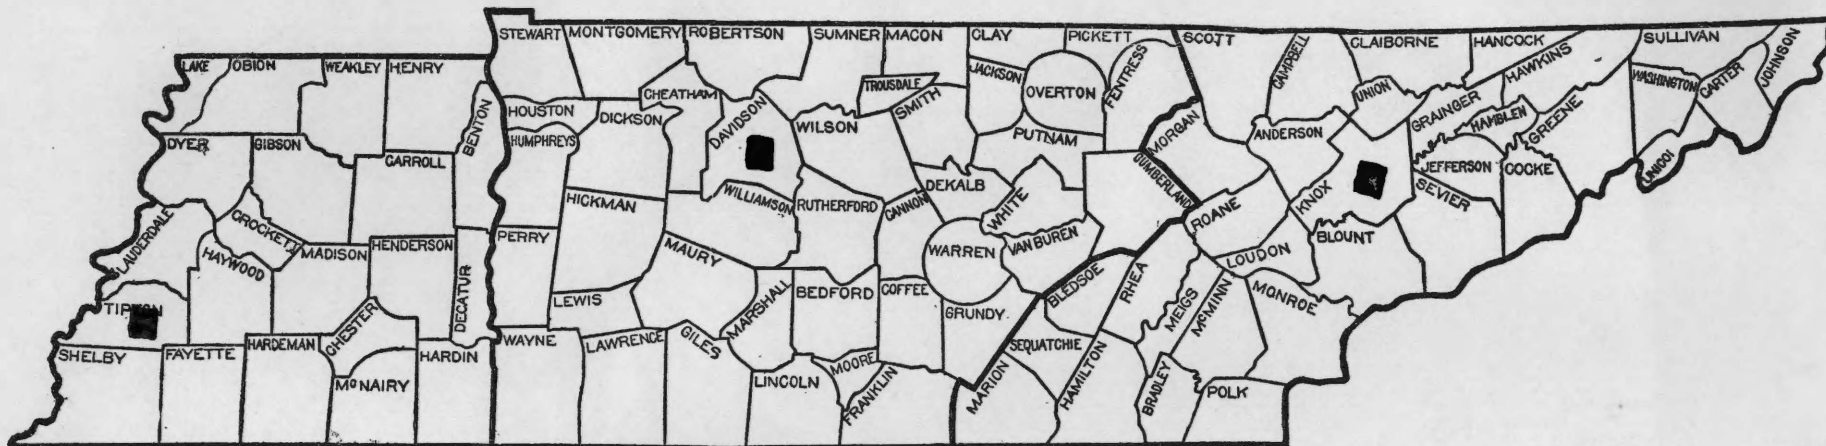 STEWART
MONTGOMERY
ROBERTSON
SUMNER
MACON
CLAY
PICKETT
SCOTT
CAMPBELL
CLAIBORNE
HANCOCK
HAWKINS
SULLIVAN
JOHNSON
LAKE
OBION
WEAKLEY
HENRY
BENTON
HOUSTON
HUMPHREYS
DICKSON
CHEATHAM
DAVIDSON
WILSON
TROUSDALE
SMITH
JACKSON
OVERTON
FENTRESS
PUTNAM
MORGAN
ANDERSON
UNION
GRAINGER
HAMBLEN
GREENE
WASHINGTON
CARTER
UNICOI
DYER
GIBSON
CARROLL
HICKMAN
WILLIAMSON
RUTHERFORD
CANNON
DEKALB
WHITE
CUMBERLAND
ROANE
KNOX
JEFFERSON
COCKE
SEVIER
LAUDERDALE
CROCKETT
HAYWOOD
MADISON
HENDERSON
DECATUR
PERRY
MAURY
WARREN
VAN BUREN
BLOUNT
LOUDON
TIPTON
CHESTER
LEWIS
MARSHALL
BEDFORD
COFFEE
GRUNDY
BLEDSOE
RHEA
MEIGS
McMINN
MONROE
SHELBY
FAYETTE
HARDEMAN
McNAIRY
HARDIN
WAYNE
LAWRENCE
GILES
LINCOLN
MOORE
FRANKLIN
SEQUATCHIE
MARION
HAMILTON
BRADLEY
POLK